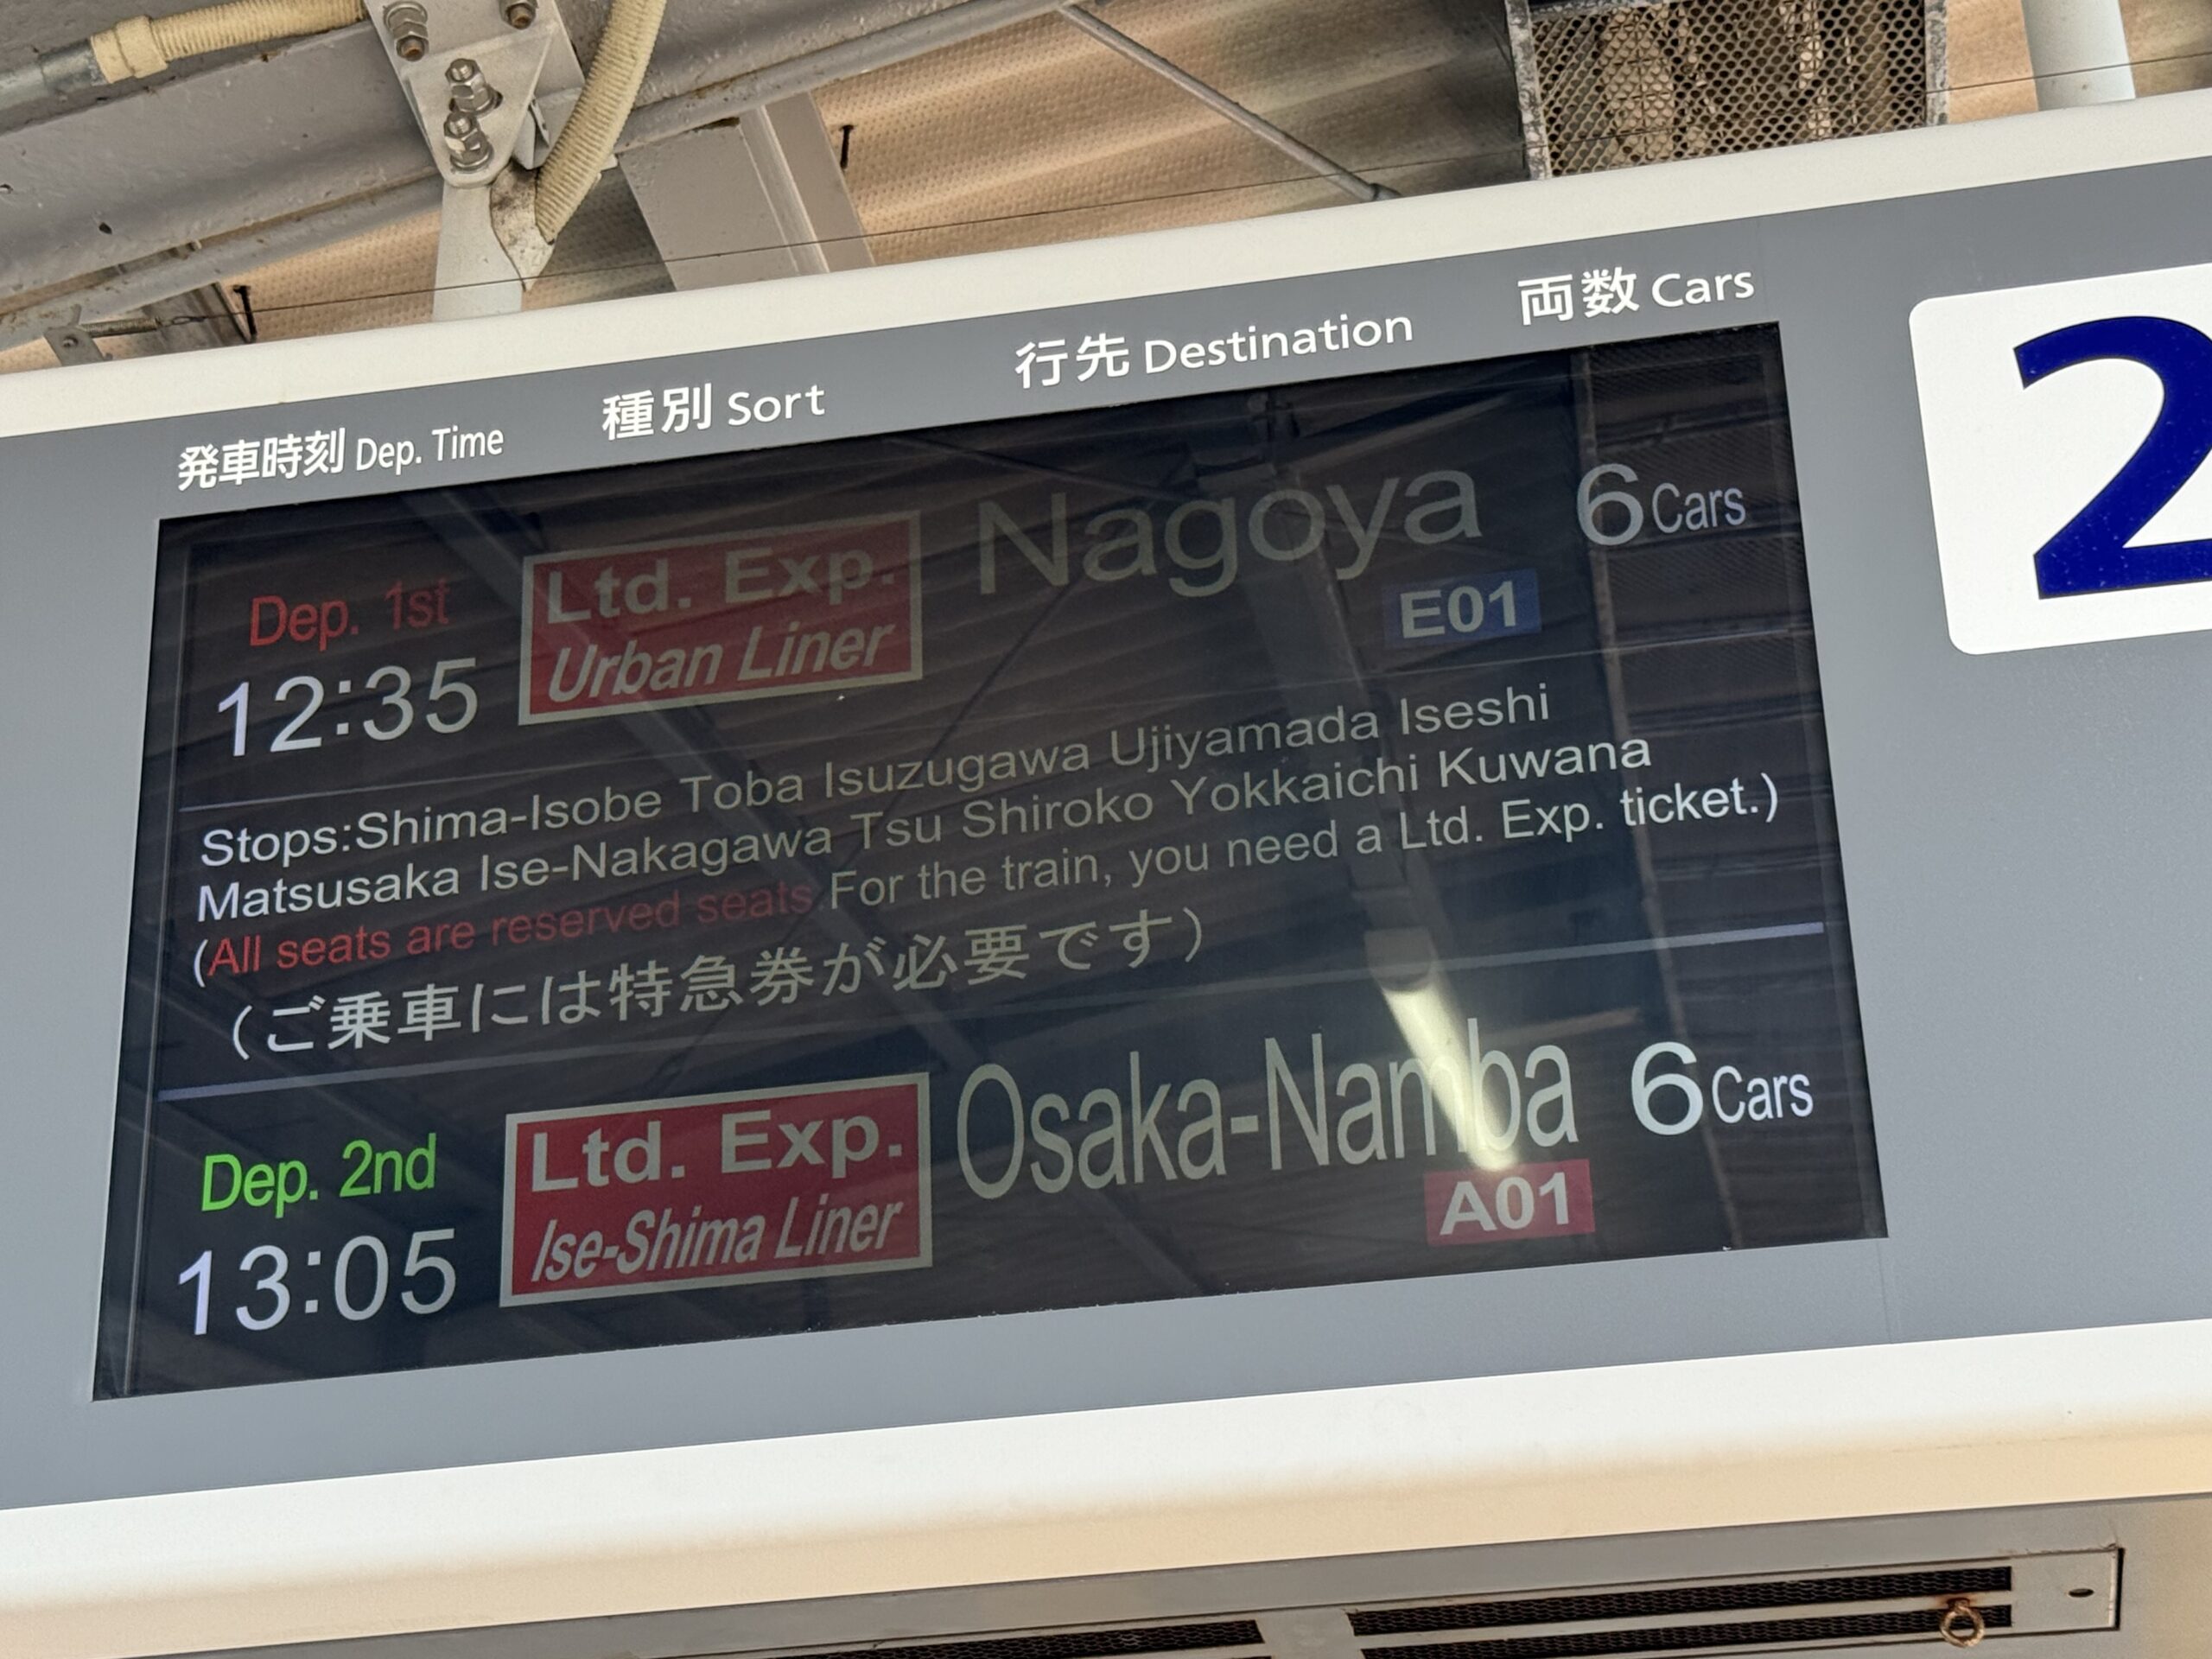 発車時刻 Dep. Time 種別 Sort 行先 Destination 両数 Cars
2
Dep. 1st
12:35
Ltd. Exp.
Urban Liner
Nagoya
E01
6 Cars
Stops:Shima-Isobe Toba Isuzugawa Ujiyamada Iseshi
Matsusaka Ise-Nakagawa Tsu Shiroko Yokkaichi Kuwana
(All seats are reserved seats For the train, you need a Ltd. Exp. ticket.)
(ご乗車には特急券が必要です)
Dep. 2nd
13:05
Ltd. Exp.
Ise-Shima Liner
Osaka-Namba
A01
6 Cars